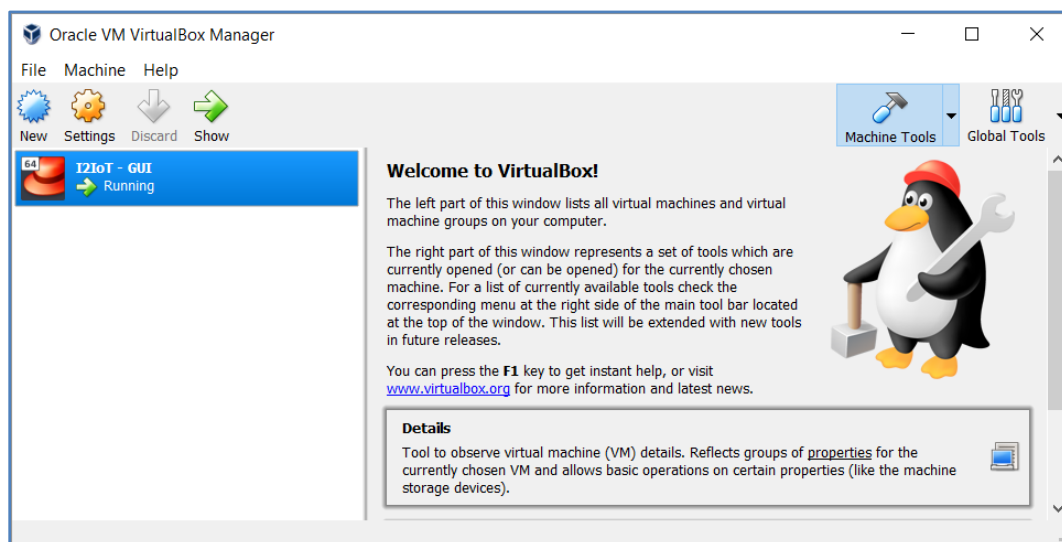 Oracle VM VirtualBox Manager
File Machine Help
New Settings Discard Show
Machine Tools Global Tools
64
I2IoT - GUI
Running
Welcome to VirtualBox!
The left part of this window lists all virtual machines and virtual
machine groups on your computer.
The right part of this window represents a set of tools which are
currently opened (or can be opened) for the currently chosen
machine. For a list of currently available tools check the
corresponding menu at the right side of the main tool bar located
at the top of the window. This list will be extended with new tools
in future releases.
You can press the F1 key to get instant help, or visit
www.virtualbox.org for more information and latest news.
Details
Tool to observe virtual machine (VM) details. Reflects groups of properties for the
currently chosen VM and allows basic operations on certain properties (like the machine
storage devices).